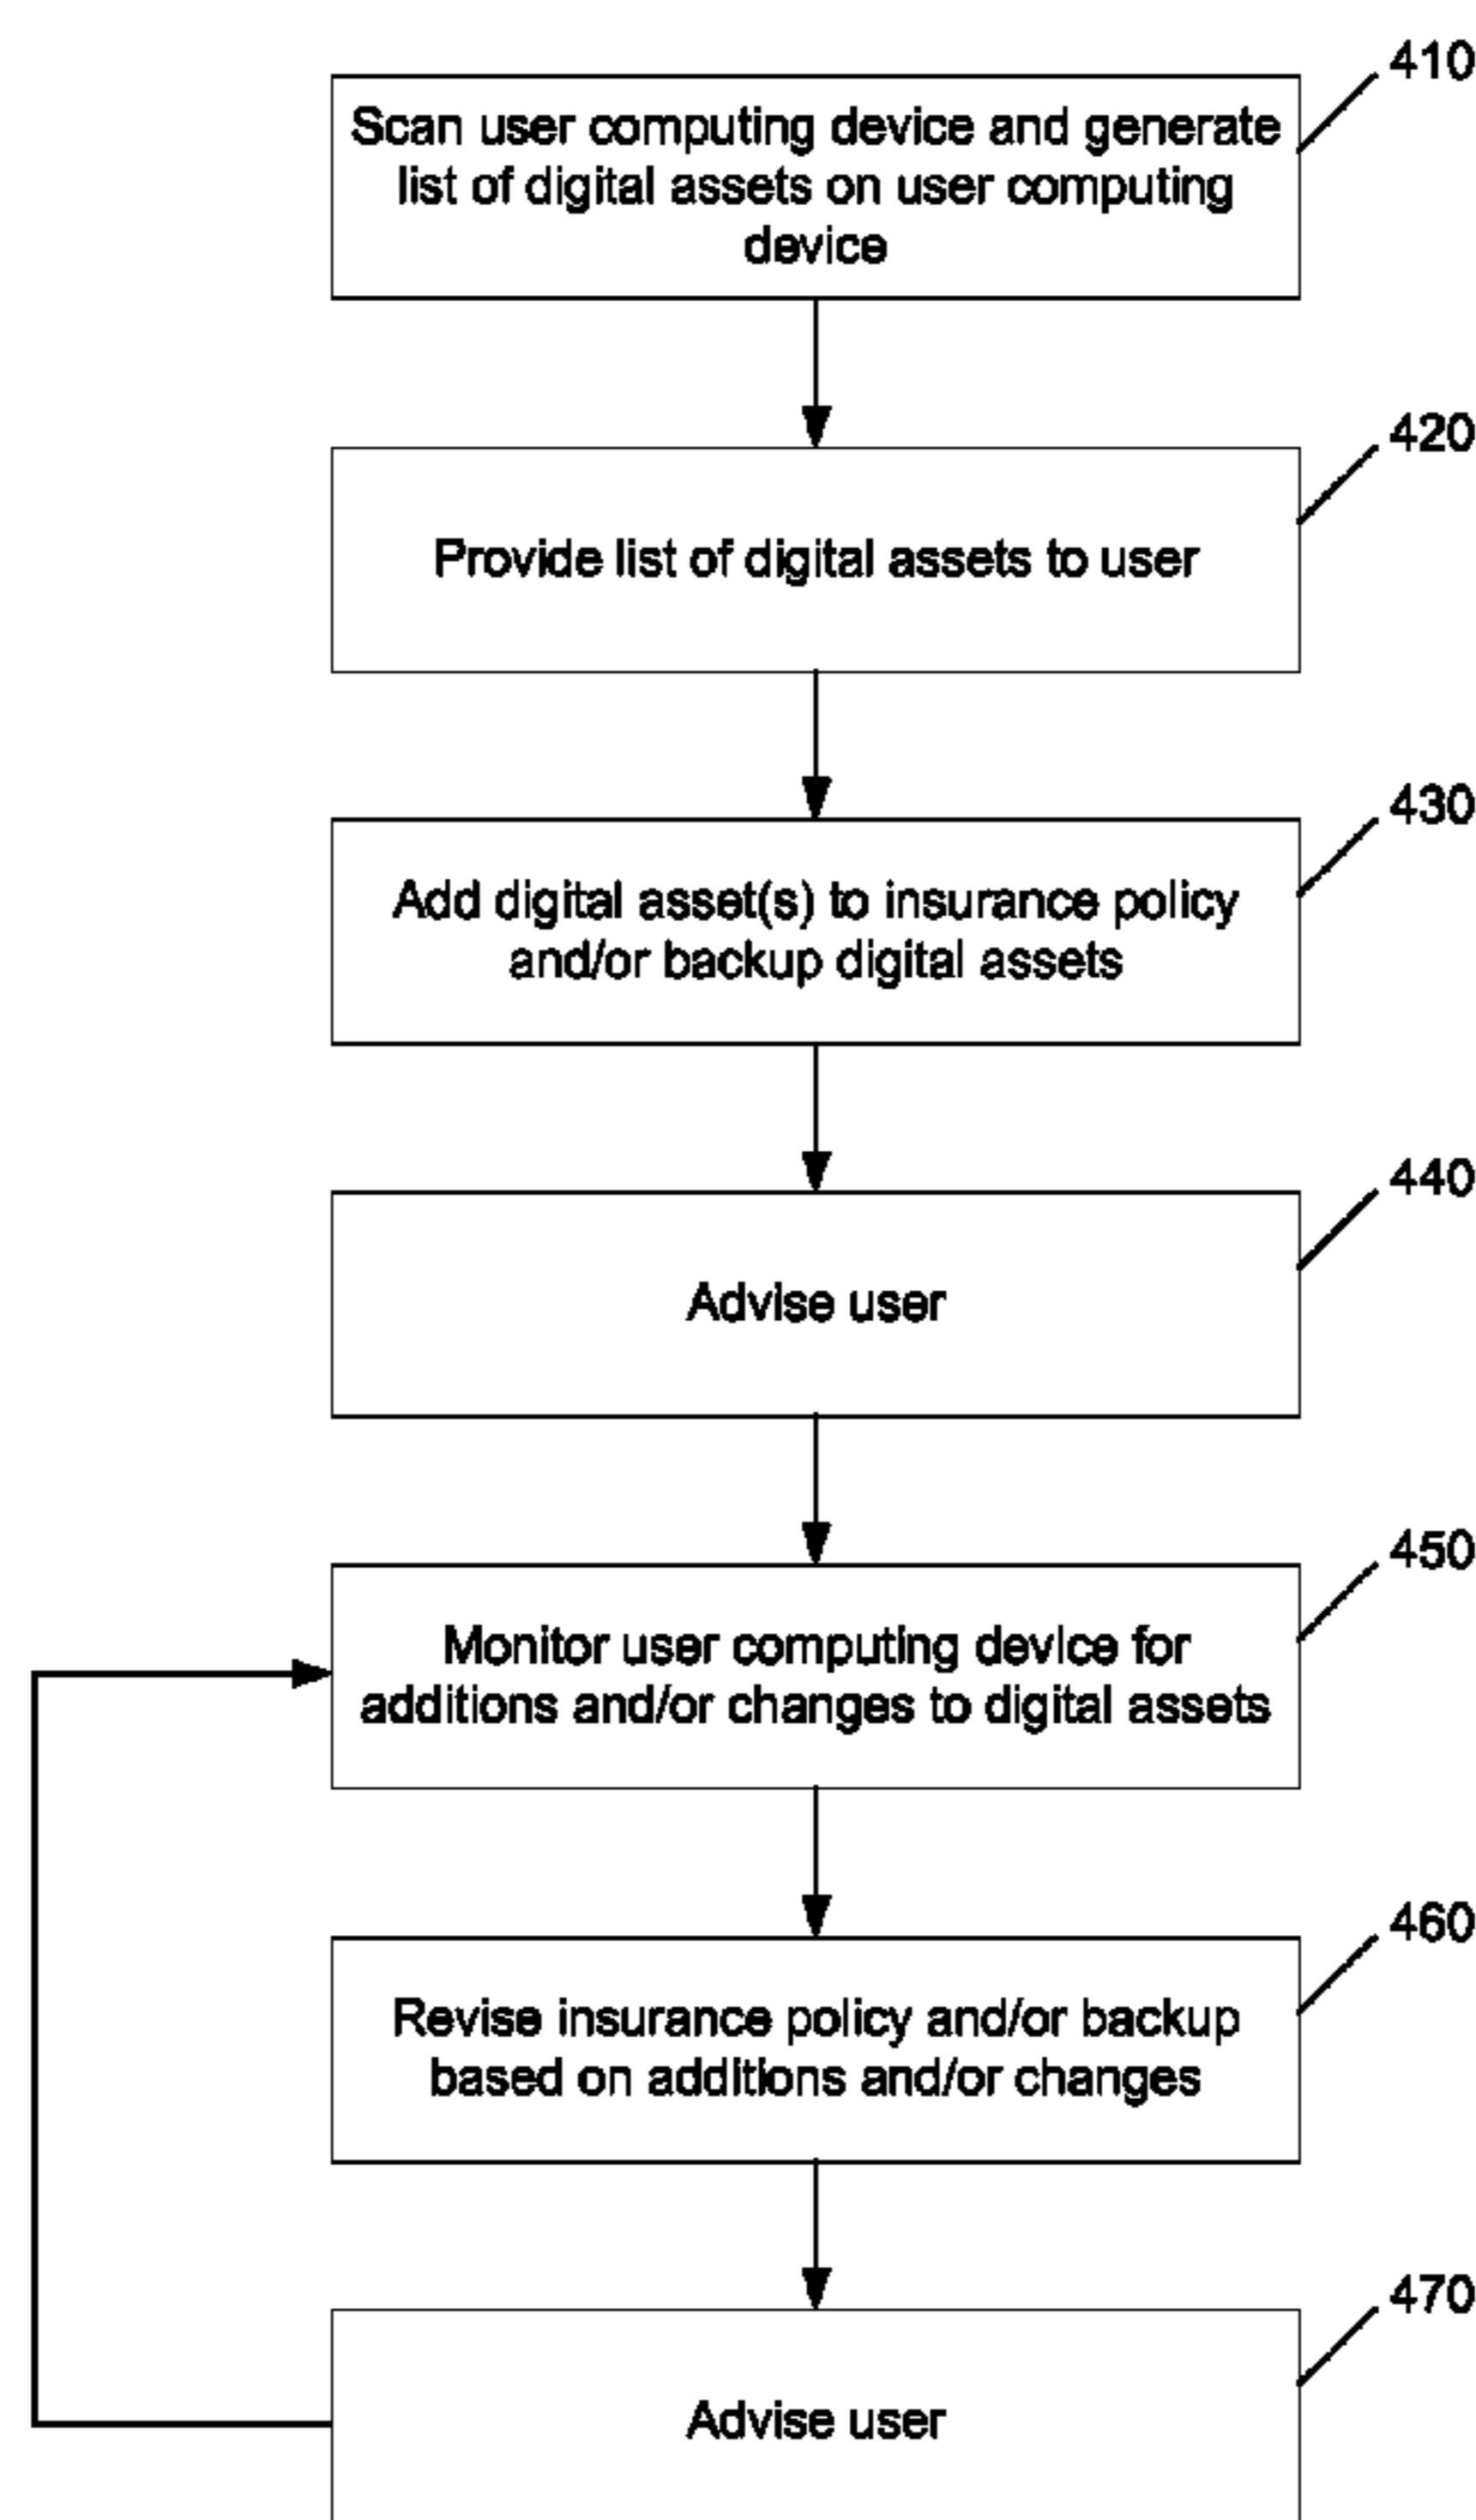 410
Scan user computing device and generate
list of digital assets on user computing
device
420
Provide list of digital assets to user
430
Add digital asset(s) to insurance policy
and/or backup digital assets
440
Advise user
450
Monitor user computing device for
additions and/or changes to digital assets
460
Revise insurance policy and/or backup
based on additions and/or changes
470
Advise user